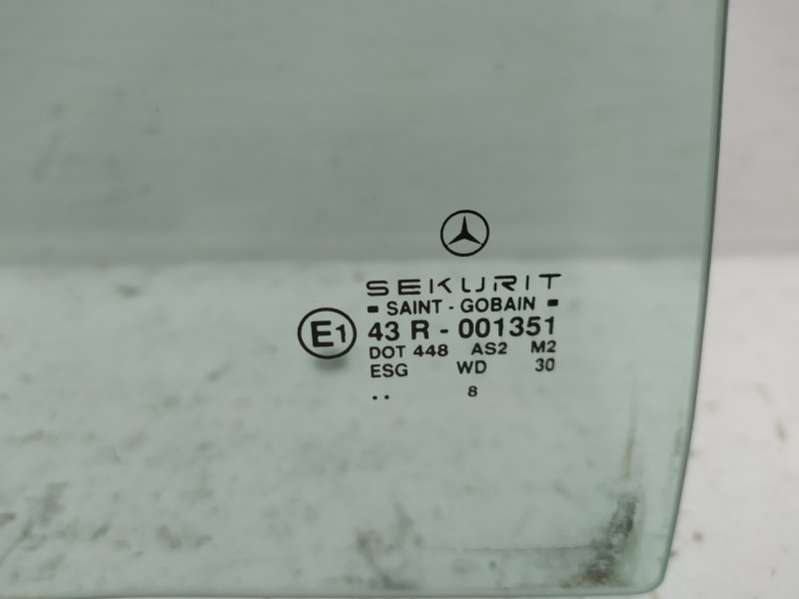 SEKURIT
SAINT - GOBAIN
E1 43 R - 001351
DOT 448 AS2 M2
ESG WD 30
.. 8